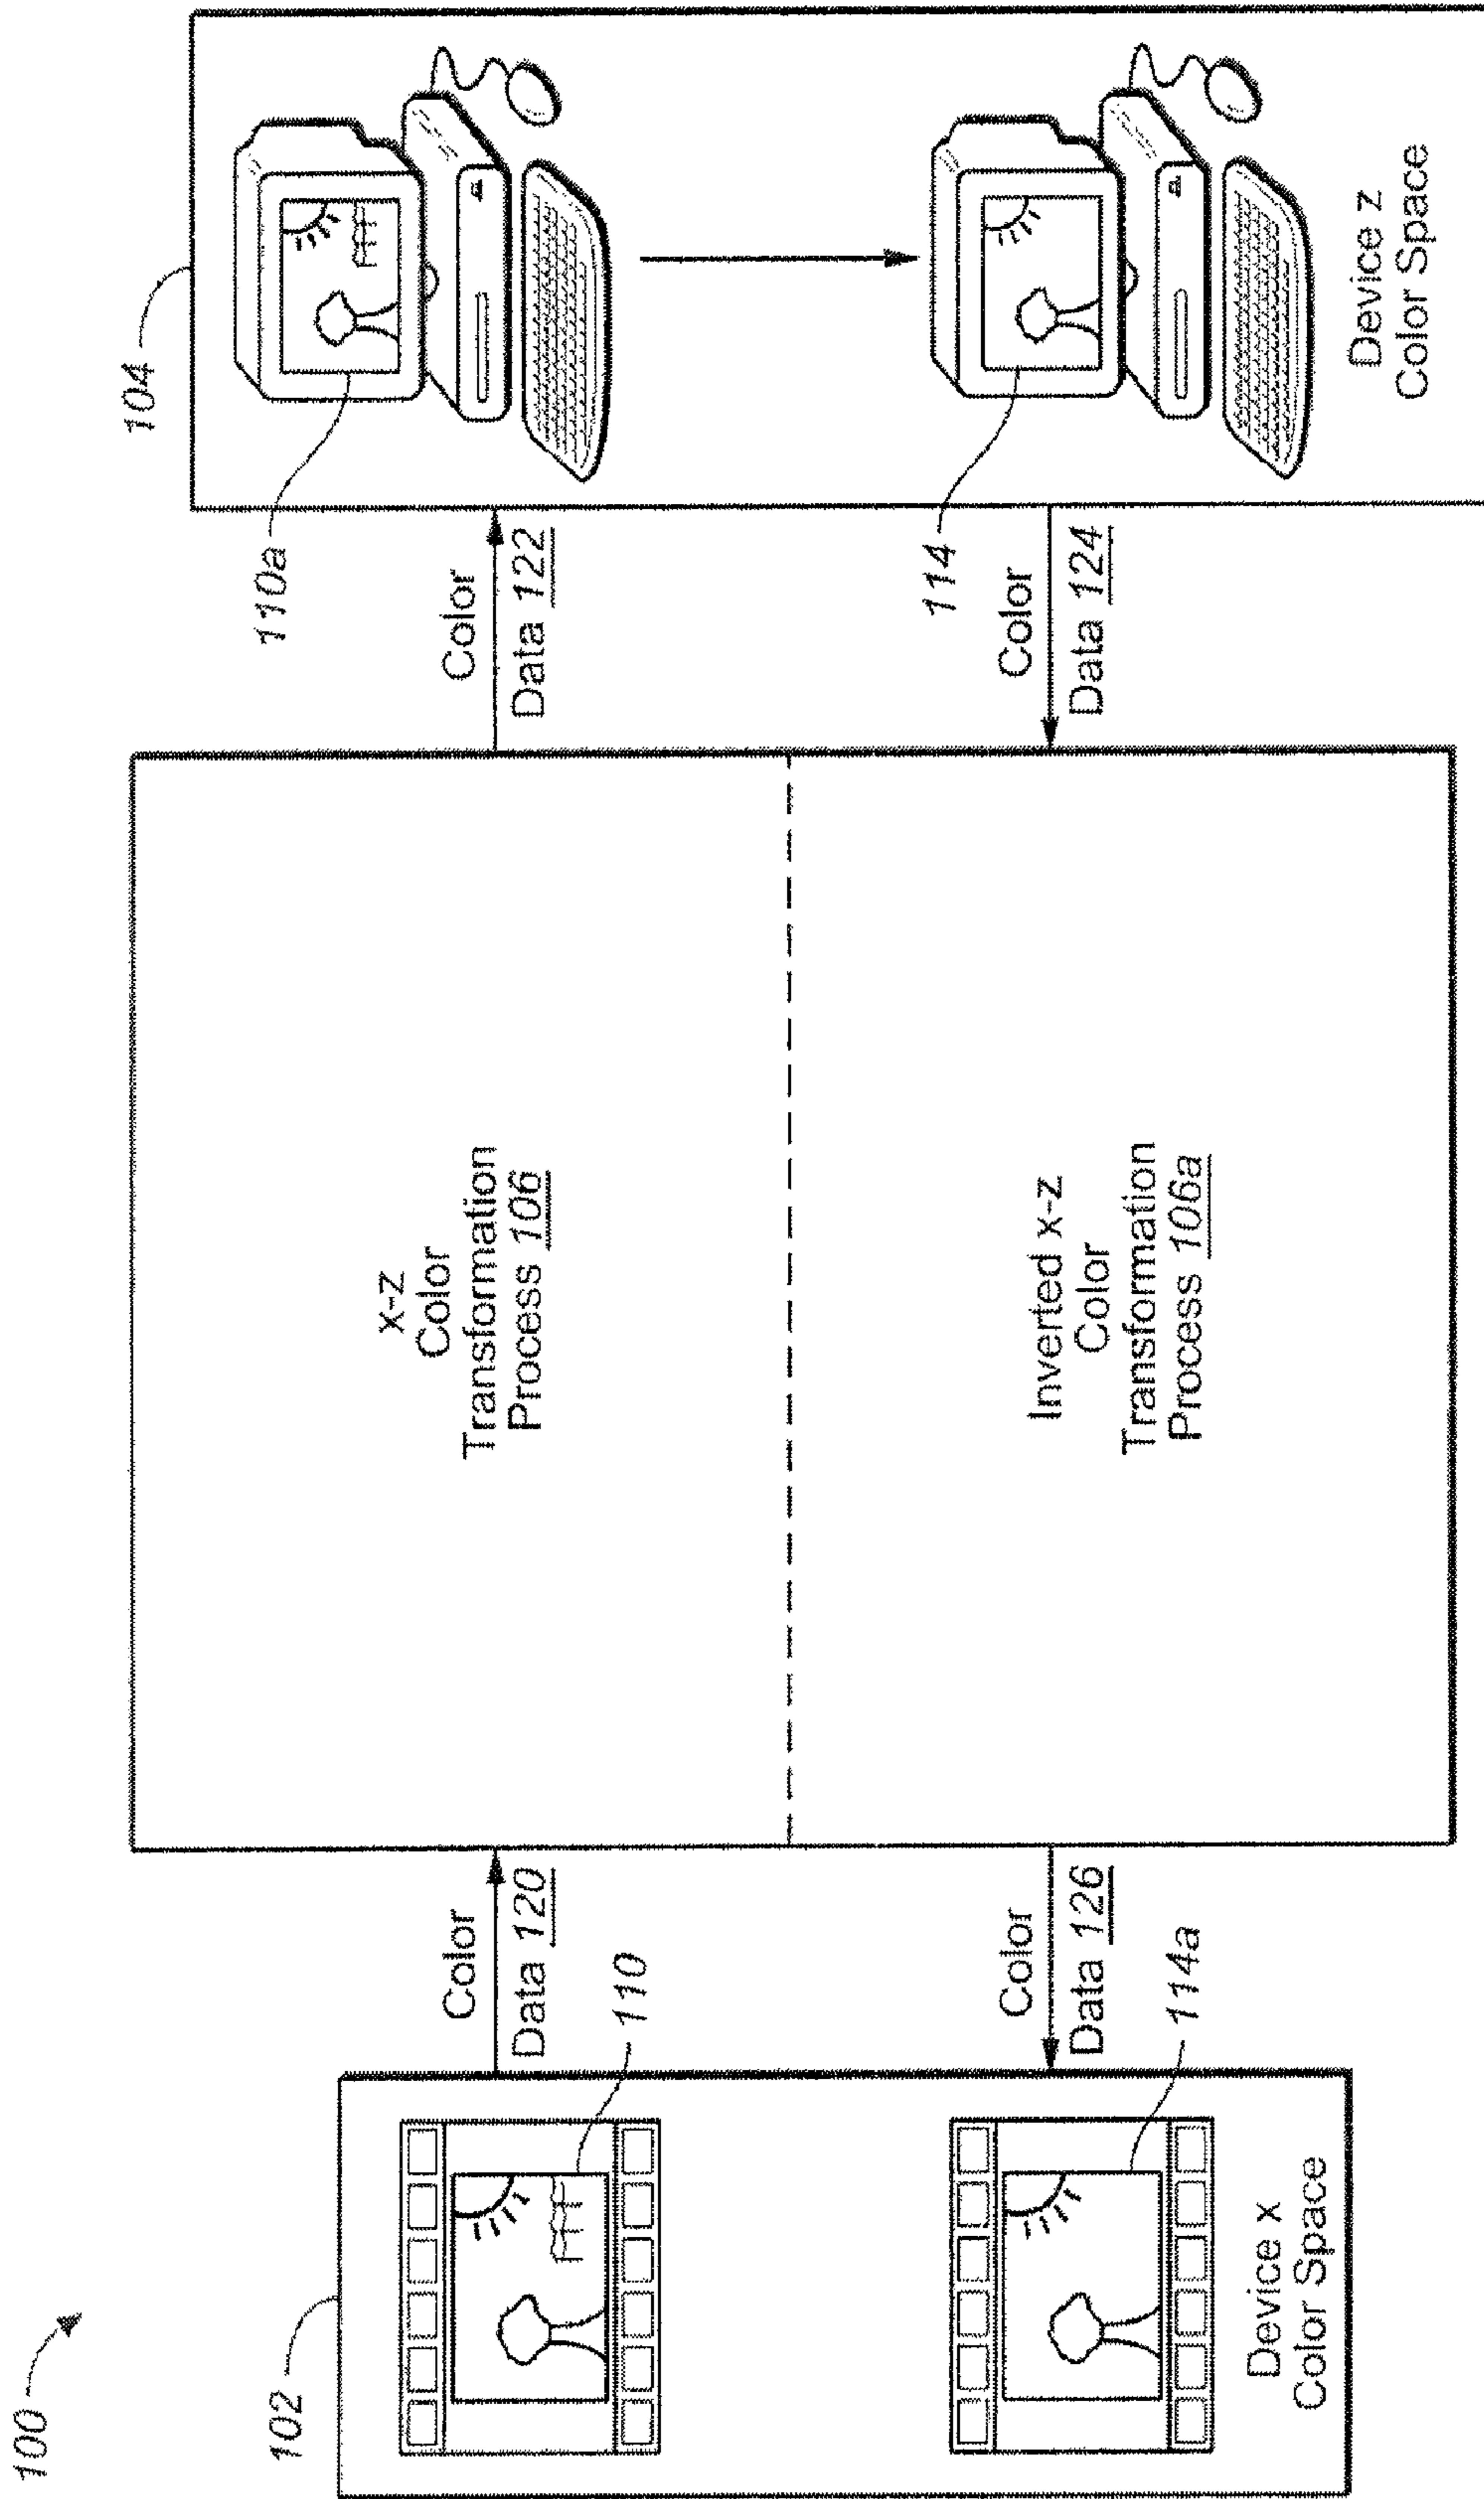 100
102
104
110a
x-z
Color
Transformation
Process 106
Color
Data 120
Color
Data 122
110
114
Inverted x-z
Color
Transformation
Process 106a
Color
Data 126
Color
Data 124
114a
Device x
Color Space
Device z
Color Space